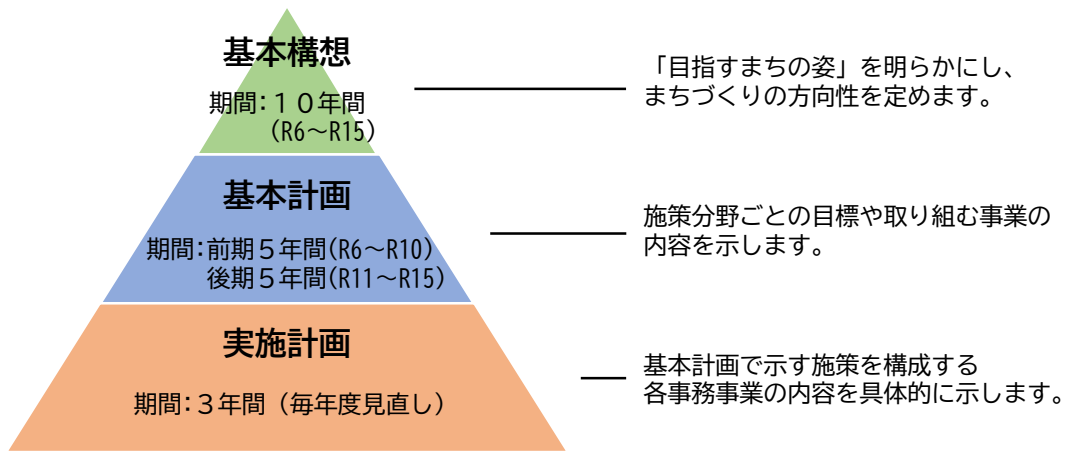 基本構想
期間：１０年間
（R6～R15）
「目指すまちの姿」を明らかにし、
まちづくりの方向性を定めます。
基本計画
期間：前期５年間（R6～R10）
後期５年間（R11～R15）
施策分野ごとの目標や取り組む事業の
内容を示します。
実施計画
期間：３年間（毎年度見直し）
基本計画で示す施策を構成する
各事務事業の内容を具体的に示します。